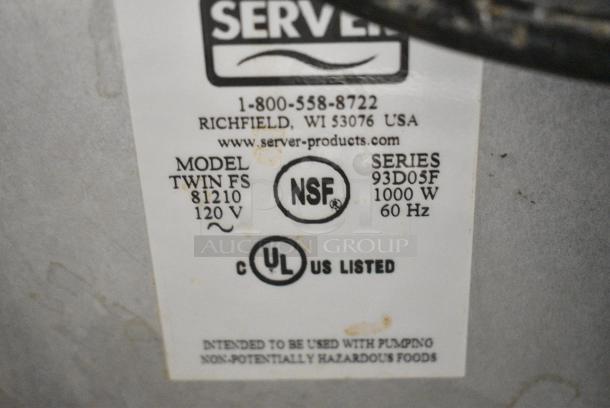 SERVER
1-800-558-8722
RICHFIELD, WI 53076 USA
www.server-products.com
MODEL
TWIN FS
81210
120 V
~
NSF®
SERIES
93D05F
1000 W
60 Hz
C UL US LISTED
AUCTION GROUP
INTENDED TO BE USED WITH PUMPING
NON-POTENTIALLY HAZARDOUS FOODS